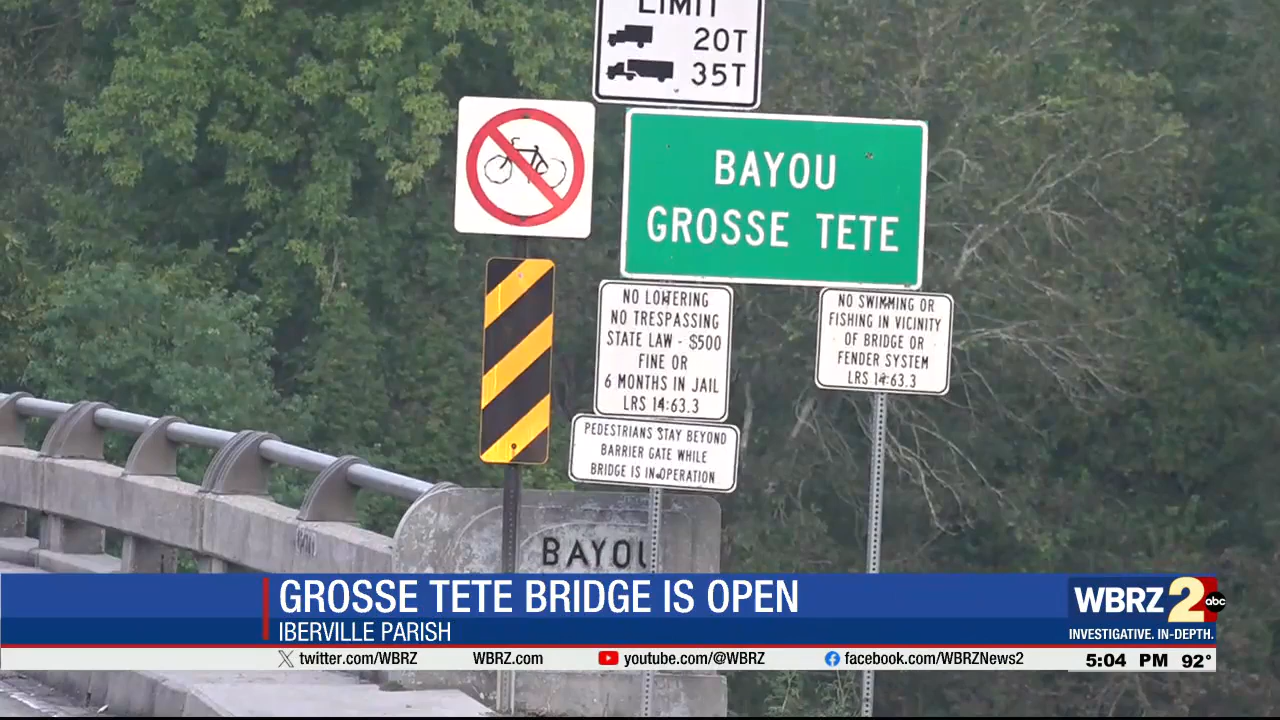 LIMIT
20T
35T
BAYOU
GROSSE TETE
NO LOITERING
NO TRESPASSING
STATE LAW - $500
FINE OR
6 MONTHS IN JAIL
LRS 14:63.3
NO SWIMMING OR
FISHING IN VICINITY
OF BRIDGE OR
FENDER SYSTEM
LRS 14:63.3
PEDESTRIANS STAY BEYOND
BARRIER GATE WHILE
BRIDGE IS IN OPERATION
BAYOU
GROSSE TETE BRIDGE IS OPEN
IBERVILLE PARISH
WBRZ 2 abc
INVESTIGATIVE. IN-DEPTH.
twitter.com/WBRZ
WBRZ.com
youtube.com/@WBRZ
facebook.com/WBRZNews2
5:04 PM 92°